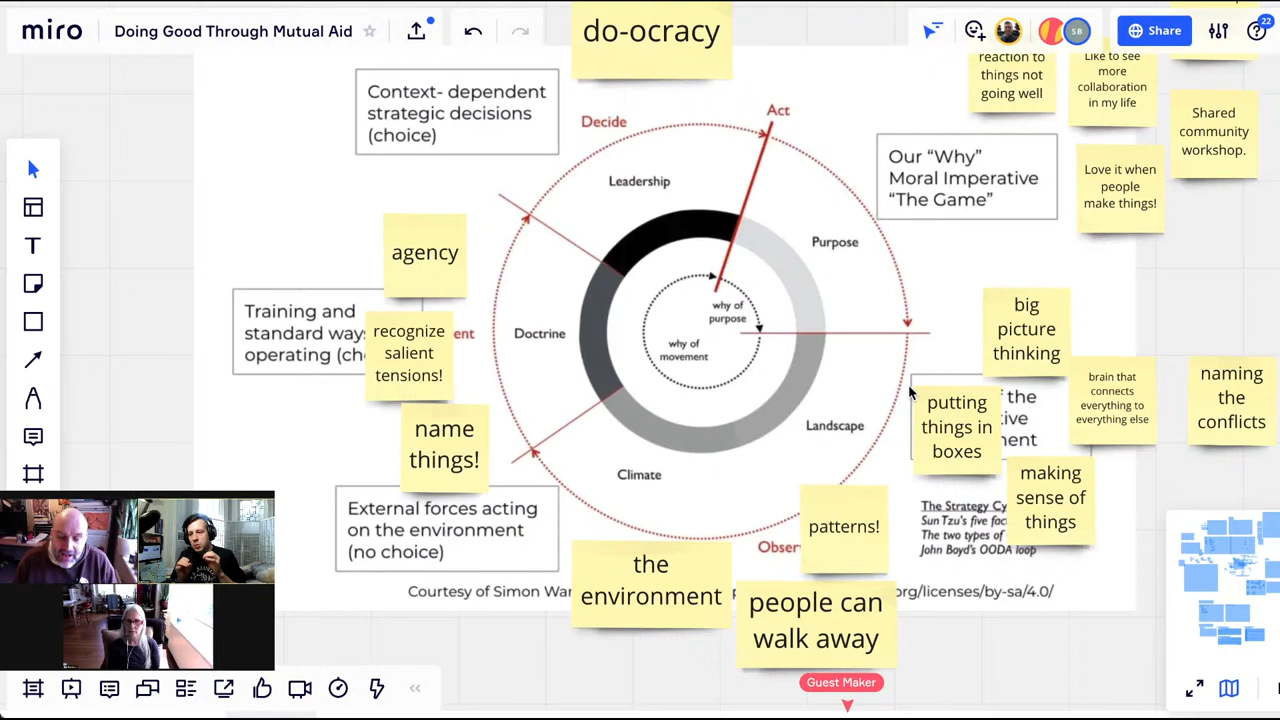 miro
Doing Good Through Mutual Aid
Share
22
SB
do-ocracy
reaction to
things not
going well
Like to see
more
collaboration
in my life
Shared
community
workshop.
Love it when
people
make things!
Context- dependent
strategic decisions
(choice)
Decide
Act
Our “Why”
Moral Imperative
“The Game”
Leadership
Purpose
agency
Training and
standard ways
operating (ch
ent
recognize
salient
tensions!
Doctrine
why of
purpose
why of
movement
big
picture
thinking
brain that
connects
everything to
everything else
naming
the
conflicts
putting
things in
boxes
the
name
things!
Landscape
Climate
making
sense of
things
External forces acting
on the environment
(no choice)
patterns!
The Strategy Cy
Sun Tzu's five fac
The two types of
John Boyd's OODA loop
Obser
the
environment
people can
walk away
Courtesy of Simon War
org/licenses/by-sa/4.0/
Guest Maker